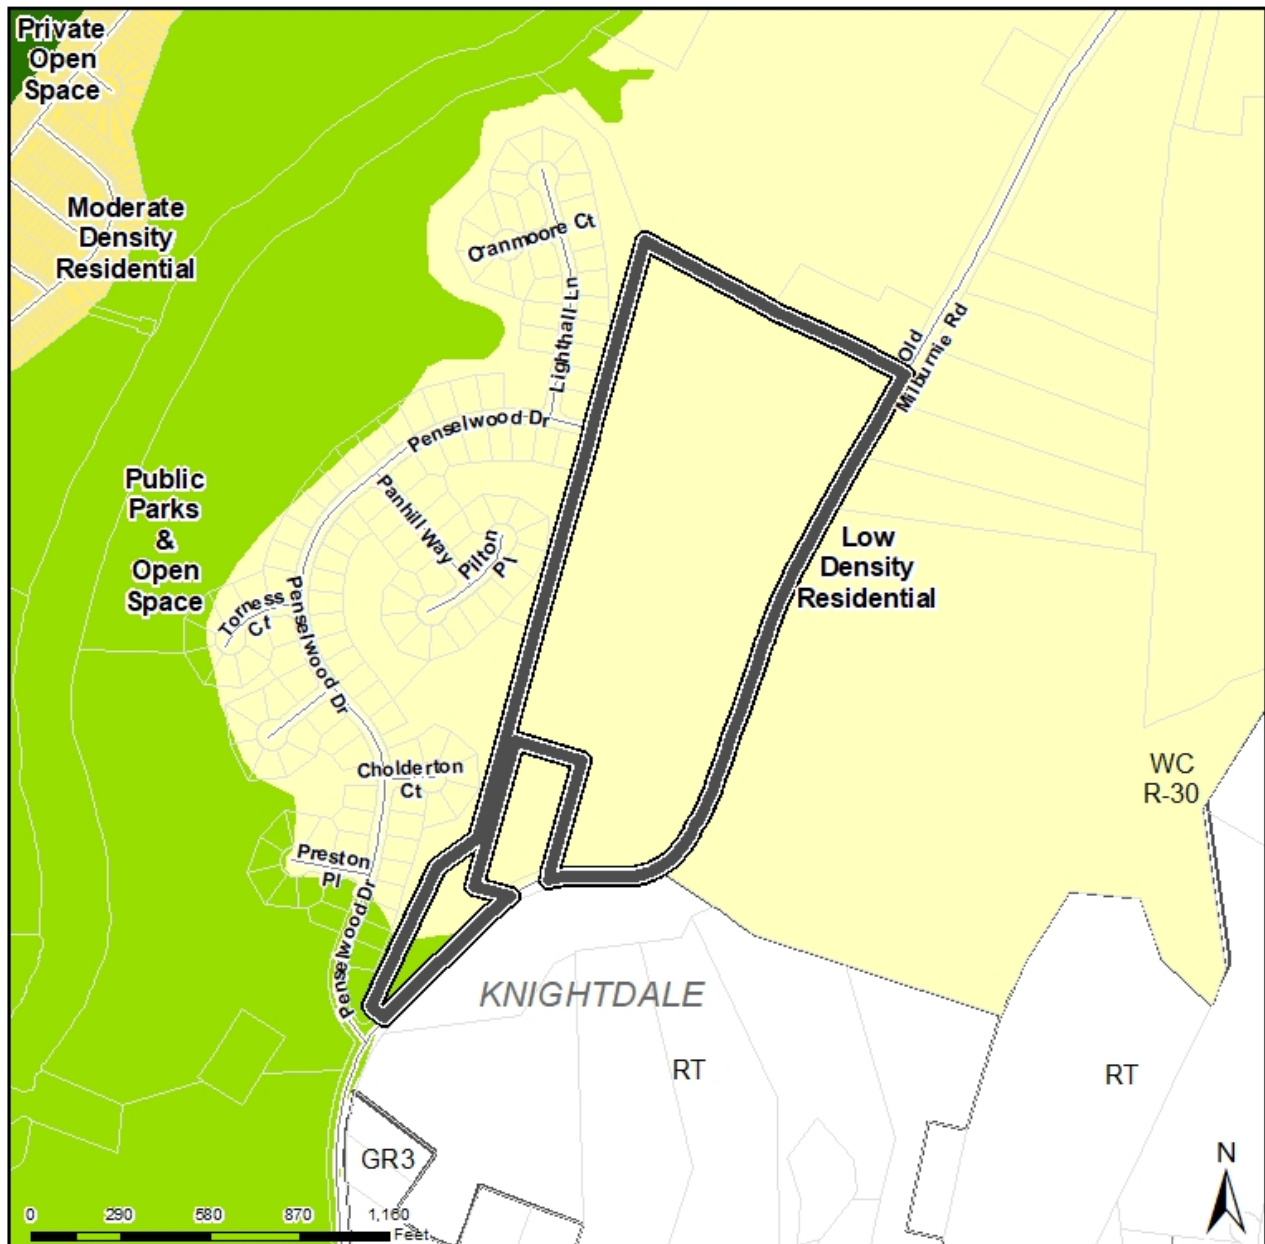 Private
Open
Space
Moderate
Density
Residential
Cranmoore Ct
Lighthall Ln
Old
Milburnie Rd
Penselwood Dr
Panhill Way
Pilton
Pl
Public
Parks
&
Open
Space
Low
Density
Residential
Torness
Ct
Penselwood Dr
Cholderton
Ct
WC
R-30
Preston
Pl
Penselwood Dr
KNIGHTDALE
RT
RT
GR3
N
0 290 580 870 1,160
Feet